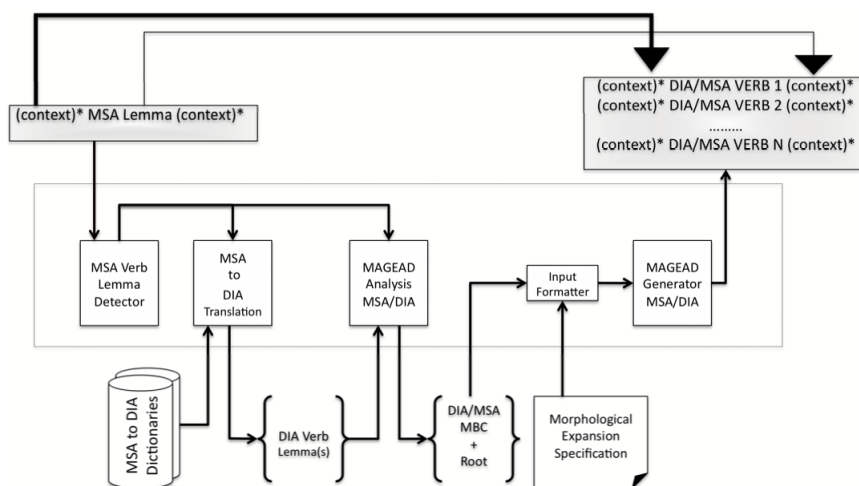 (context)* MSA Lemma (context)*
(context)* DIA/MSA VERB 1 (context)*
(context)* DIA/MSA VERB 2 (context)*
.........
(context)* DIA/MSA VERB N (context)*
MSA Verb
Lemma
Detector
MSA
to
DIA
Translation
MAGEAD
Analysis
MSA/DIA
Input
Formatter
MAGEAD
Generator
MSA/DIA
MSA to DIA
Dictionaries
DIA Verb
Lemma(s)
DIA/MSA
MBC
+
Root
Morphological
Expansion
Specification